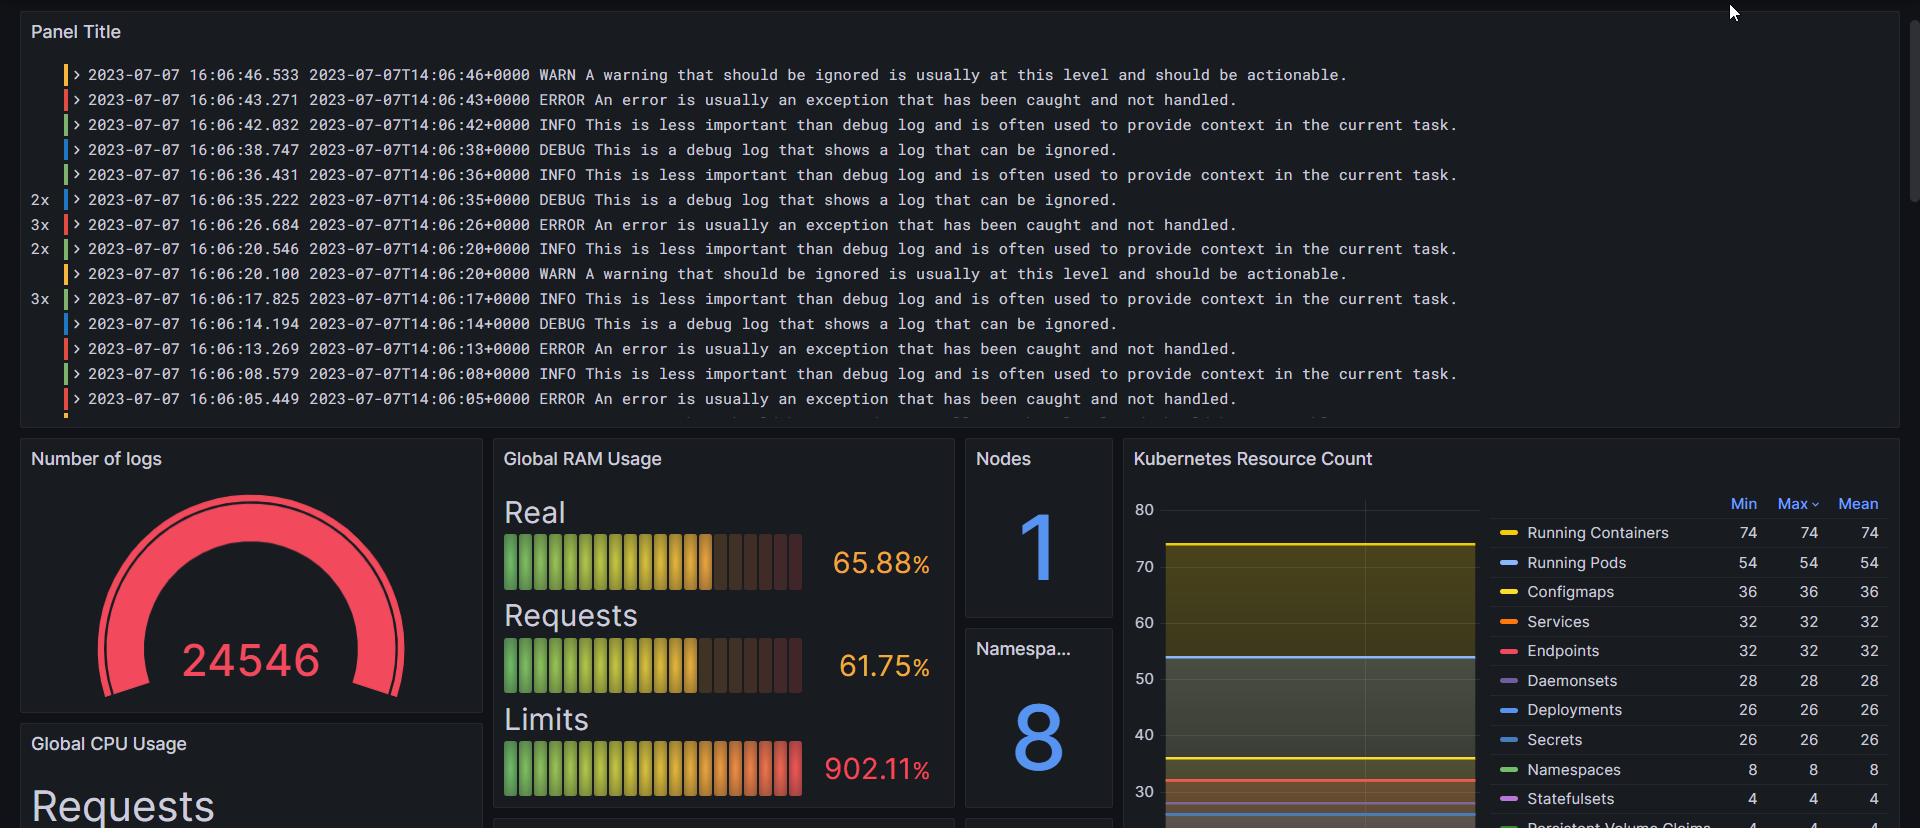 Panel Title
2023-07-07 16:06:46.533 2023-07-07T14:06:46+0000 WARN A warning that should be ignored is usually at this level and should be actionable.
2023-07-07 16:06:43.271 2023-07-07T14:06:43+0000 ERROR An error is usually an exception that has been caught and not handled.
2023-07-07 16:06:42.032 2023-07-07T14:06:42+0000 INFO This is less important than debug log and is often used to provide context in the current task.
2023-07-07 16:06:38.747 2023-07-07T14:06:38+0000 DEBUG This is a debug log that shows a log that can be ignored.
2023-07-07 16:06:36.431 2023-07-07T14:06:36+0000 INFO This is less important than debug log and is often used to provide context in the current task.
2x 2023-07-07 16:06:35.222 2023-07-07T14:06:35+0000 DEBUG This is a debug log that shows a log that can be ignored.
3x 2023-07-07 16:06:26.684 2023-07-07T14:06:26+0000 ERROR An error is usually an exception that has been caught and not handled.
2x 2023-07-07 16:06:20.546 2023-07-07T14:06:20+0000 INFO This is less important than debug log and is often used to provide context in the current task.
2023-07-07 16:06:20.100 2023-07-07T14:06:20+0000 WARN A warning that should be ignored is usually at this level and should be actionable.
3x 2023-07-07 16:06:17.825 2023-07-07T14:06:17+0000 INFO This is less important than debug log and is often used to provide context in the current task.
2023-07-07 16:06:14.194 2023-07-07T14:06:14+0000 DEBUG This is a debug log that shows a log that can be ignored.
2023-07-07 16:06:13.269 2023-07-07T14:06:13+0000 ERROR An error is usually an exception that has been caught and not handled.
2023-07-07 16:06:08.579 2023-07-07T14:06:08+0000 INFO This is less important than debug log and is often used to provide context in the current task.
2023-07-07 16:06:05.449 2023-07-07T14:06:05+0000 ERROR An error is usually an exception that has been caught and not handled.
Number of logs
24546
Global CPU Usage
Requests
Global RAM Usage
Real
65.88%
Requests
61.75%
Limits
902.11%
Nodes
1
Namespa...
8
Kubernetes Resource Count
80
70
60
50
40
30
Min Max Mean
Running Containers 74 74 74
Running Pods 54 54 54
Configmaps 36 36 36
Services 32 32 32
Endpoints 32 32 32
Daemonsets 28 28 28
Deployments 26 26 26
Secrets 26 26 26
Namespaces 8 8 8
Statefulsets 4 4 4
Persistent Volume Claims 4 4 4